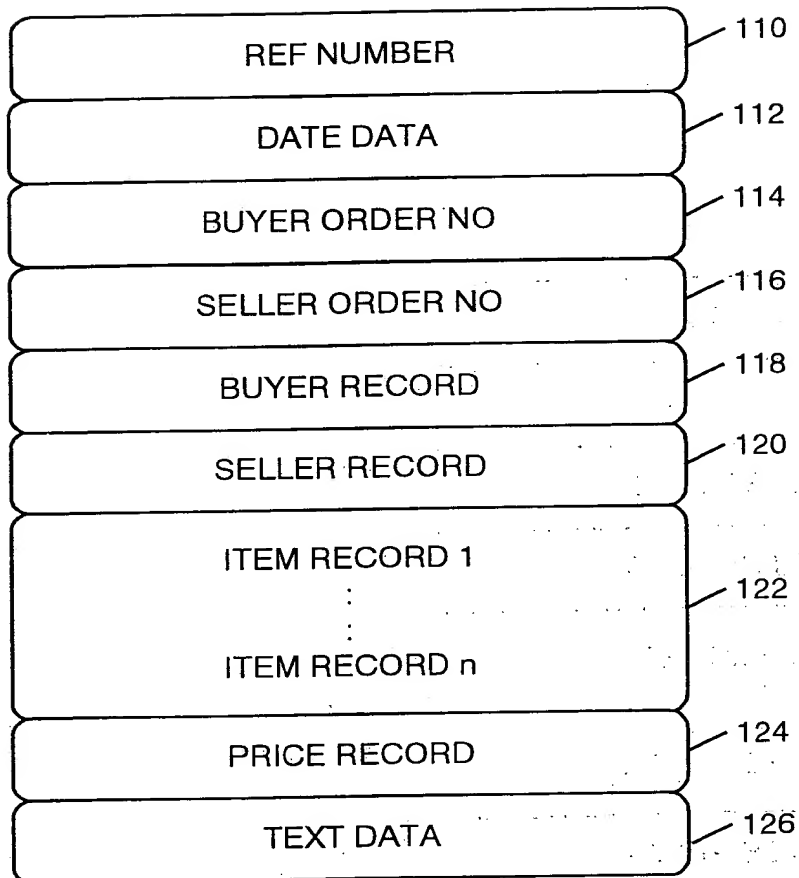 REF NUMBER 110
DATE DATA 112
BUYER ORDER NO 114
SELLER ORDER NO 116
BUYER RECORD 118
SELLER RECORD 120
ITEM RECORD 1
122
ITEM RECORD n
PRICE RECORD 124
TEXT DATA 126